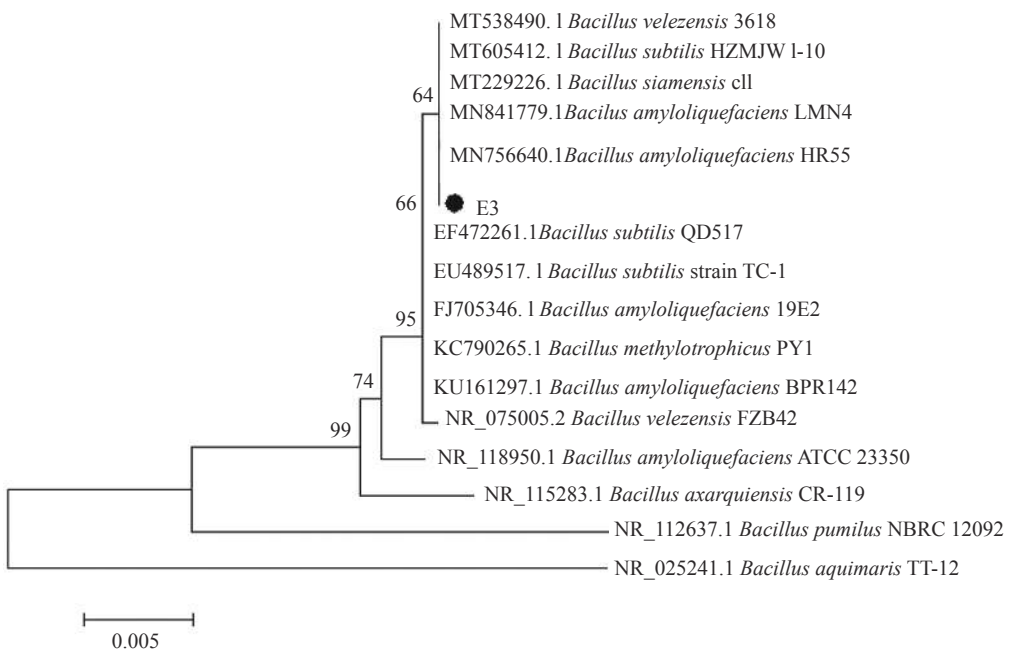 MT538490. l Bacillus velezensis 3618
MT605412. l Bacillus subtilis HZMJW l-10
MT229226. l Bacillus siamensis cll
64
MN841779.1Bacilus amyloliquefaciens LMN4
MN756640.1Bacillus amyloliquefaciens HR55
66
E3
EF472261.1Bacillus subtilis QD517
EU489517. l Bacillus subtilis strain TC-1
FJ705346. l Bacillus amyloliquefaciens 19E2
95
KC790265.1 Bacillus methylotrophicus PY1
74
KU161297.1 Bacillus amyloliquefaciens BPR142
NR_075005.2 Bacillus velezensis FZB42
99
NR_118950.1 Bacillus amyloliquefaciens ATCC 23350
NR_115283.1 Bacillus axarquiensis CR-119
NR_112637.1 Bacillus pumilus NBRC 12092
NR_025241.1 Bacillus aquimaris TT-12
0.005